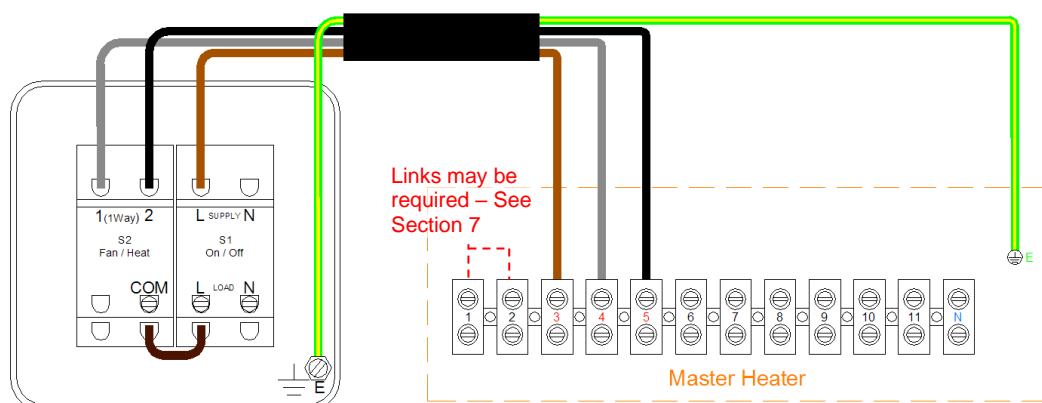 Links may be
required – See
Section 7
1(1Way) 2
L SUPPLY N
S2
Fan / Heat
S1
On / Off
COM
L LOAD N
E
E
1 2 3 4 5 6 7 8 9 10 11 N
Master Heater